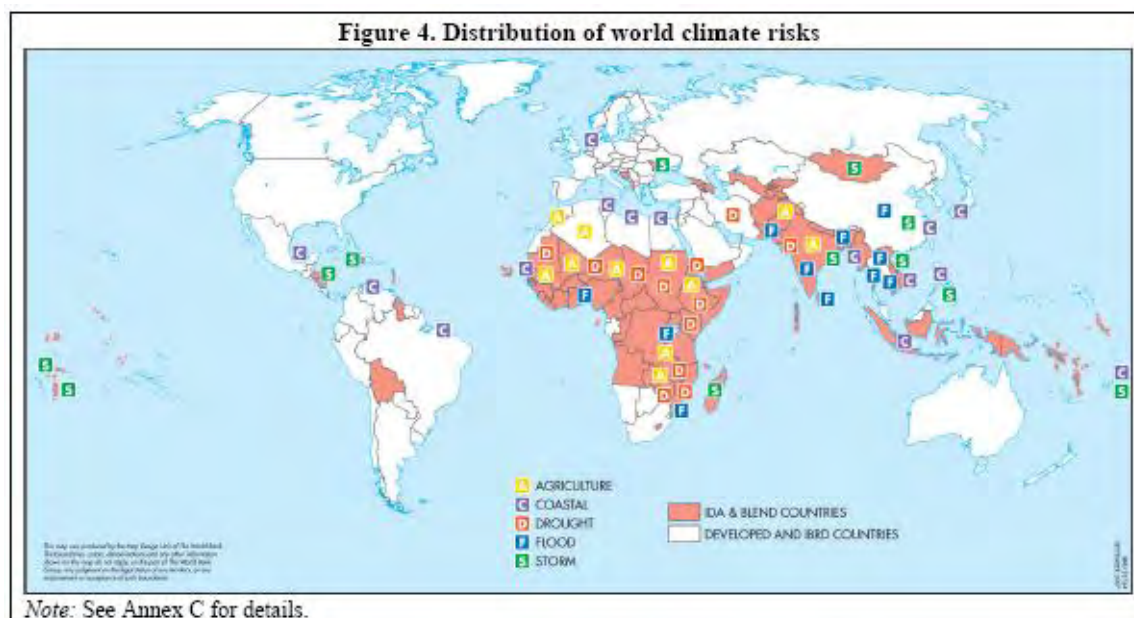 Figure 4. Distribution of world climate risks
C
S
S
C
S
C
C
S
S
A
A
C
C
C
D
A
F
F
S
C
C
D
A
F
D
A
D
A
D
A
D
C
A
D
D
A
D
D
F
F
D
A
S
F
C
F
F
F
S
C
C
S
F
F
D
A
A
D
D
D
S
F
C
C
S
S
S
A AGRICULTURE
C COASTAL
D DROUGHT
F FLOOD
S STORM
IDA & BLEND COUNTRIES
DEVELOPED AND IBRD COUNTRIES
Note: See Annex C for details.